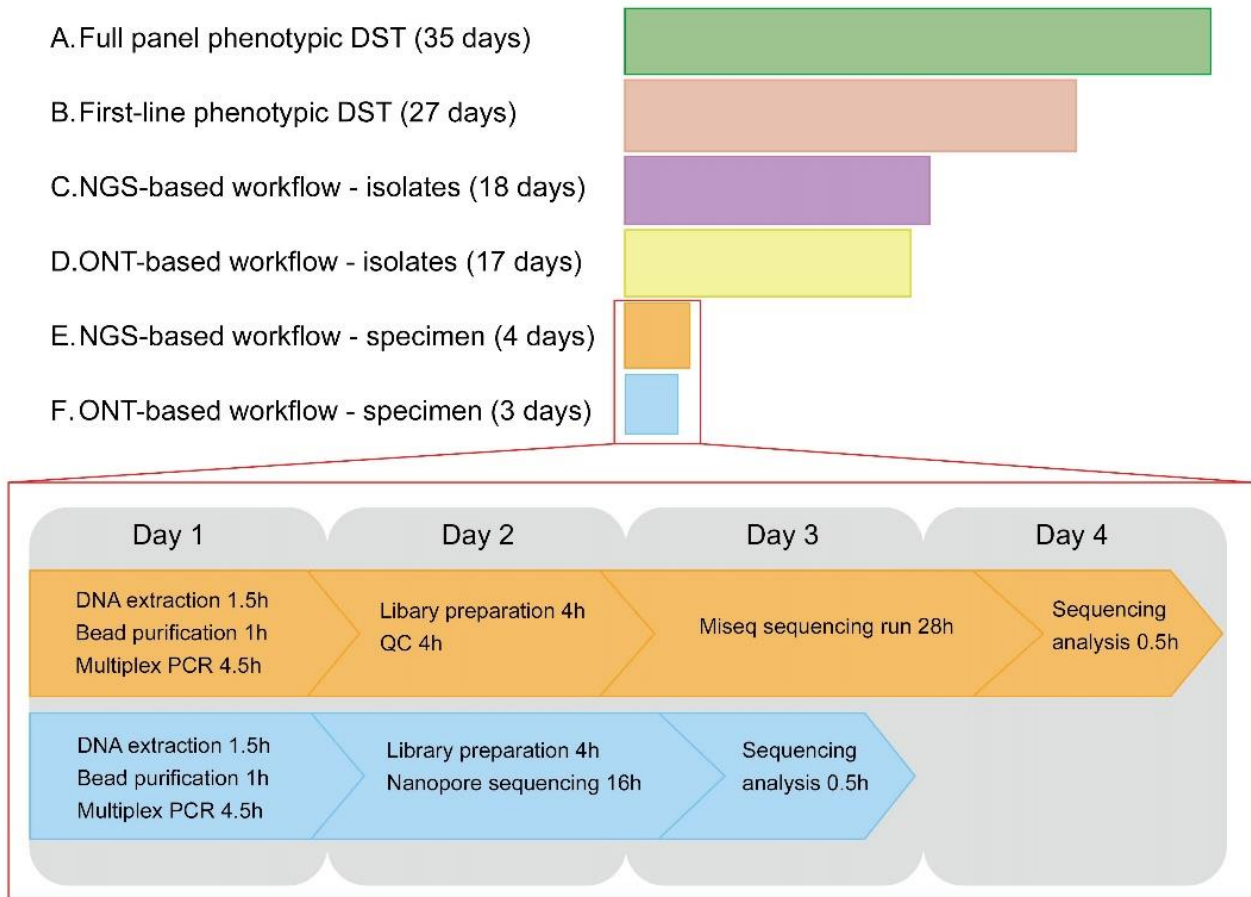 A. Full panel phenotypic DST (35 days)
B. First-line phenotypic DST (27 days)
C. NGS-based workflow - isolates (18 days)
D. ONT-based workflow - isolates (17 days)
E. NGS-based workflow - specimen (4 days)
F. ONT-based workflow - specimen (3 days)
Day 1
Day 2
Day 3
Day 4
DNA extraction 1.5h
Bead purification 1h
Multiplex PCR 4.5h
Libary preparation 4h
QC 4h
Miseq sequencing run 28h
Sequencing
analysis 0.5h
DNA extraction 1.5h
Bead purification 1h
Multiplex PCR 4.5h
Library preparation 4h
Nanopore sequencing 16h
Sequencing
analysis 0.5h